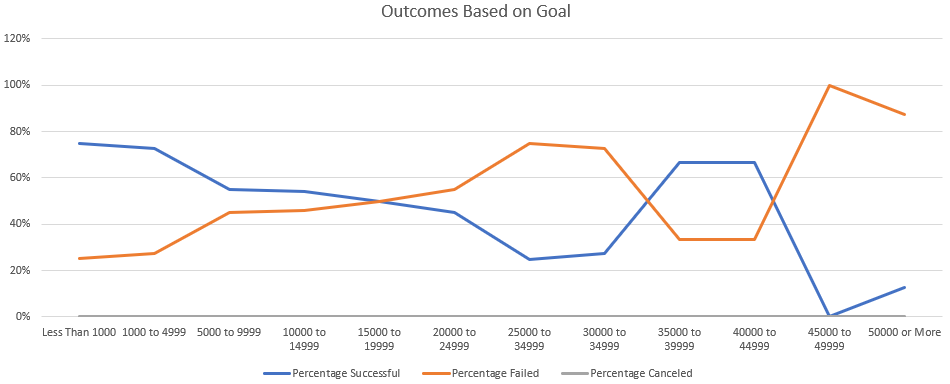 Outcomes Based on Goal
120%
100%
80%
60%
40%
20%
0%
Less Than 1000 1000 to 4999 5000 to 9999 10000 to 15000 to 20000 to 25000 to 30000 to 35000 to 40000 to 45000 to 50000 or More
14999 19999 24999 34999 34999 39999 44999 49999
Percentage Successful Percentage Failed Percentage Canceled